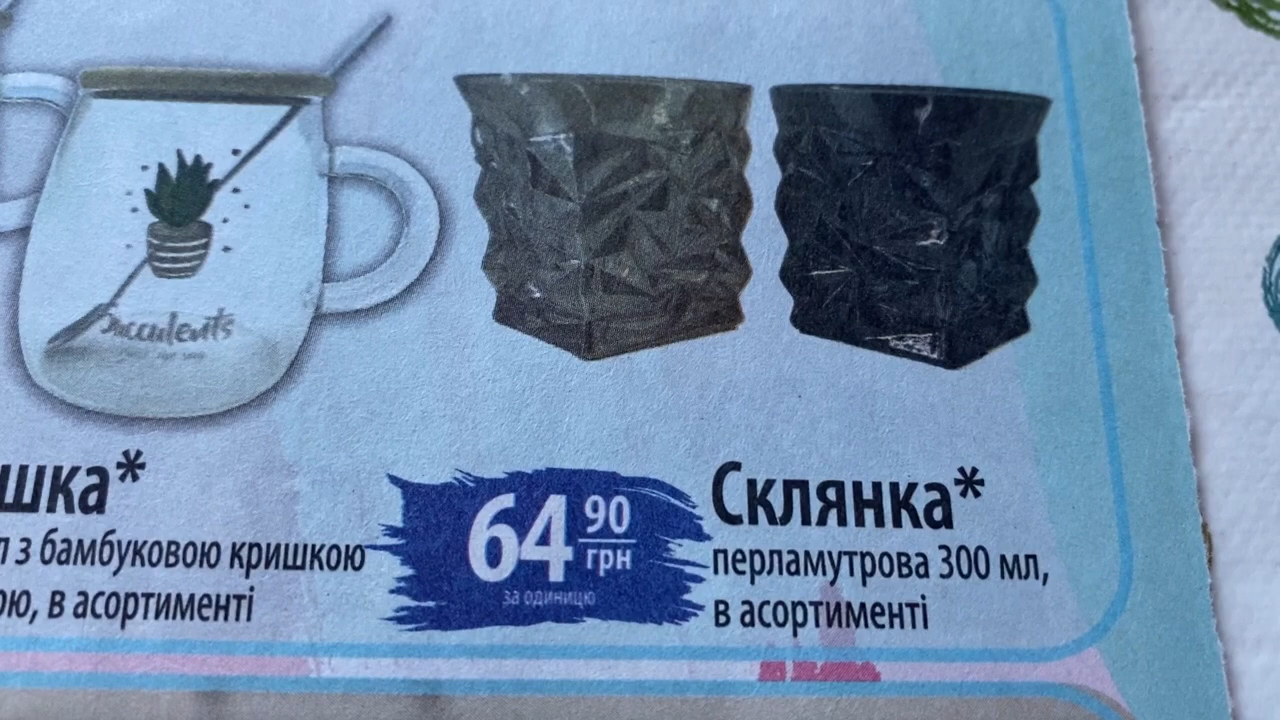 Succulents
шка*
л з бамбуковою кришкою
ою, в асортименті
64 90
грн
за одиницю
Склянка*
перламутрова 300 мл,
в асортименті